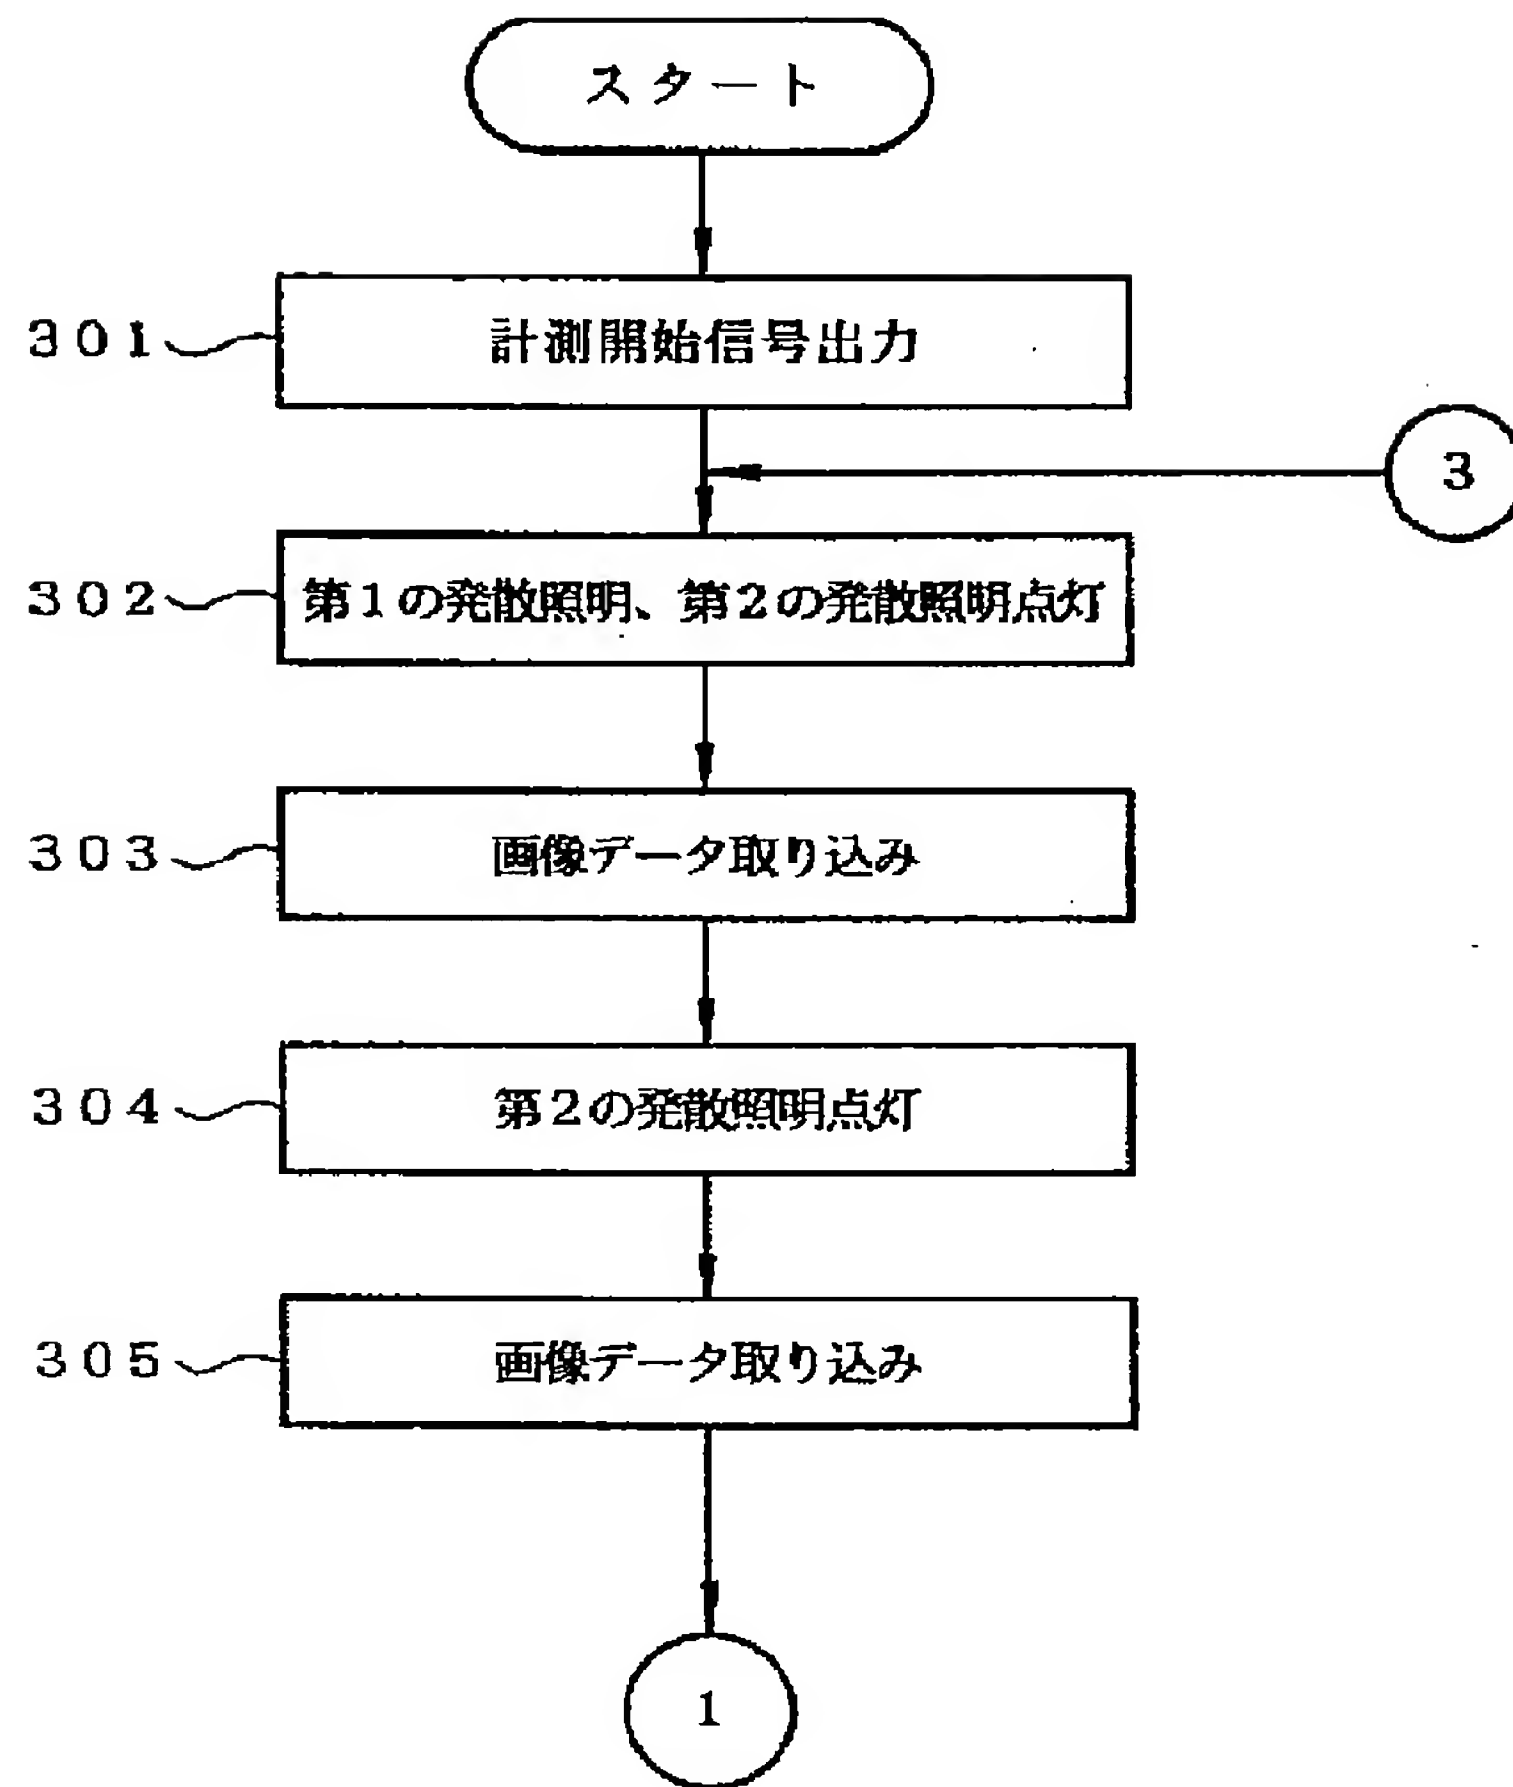 スタート
301 計測開始信号出力
3
302 第1の発散照明、第2の発散照明点灯
303 画像データ取り込み
304 第2の発散照明点灯
305 画像データ取り込み
1